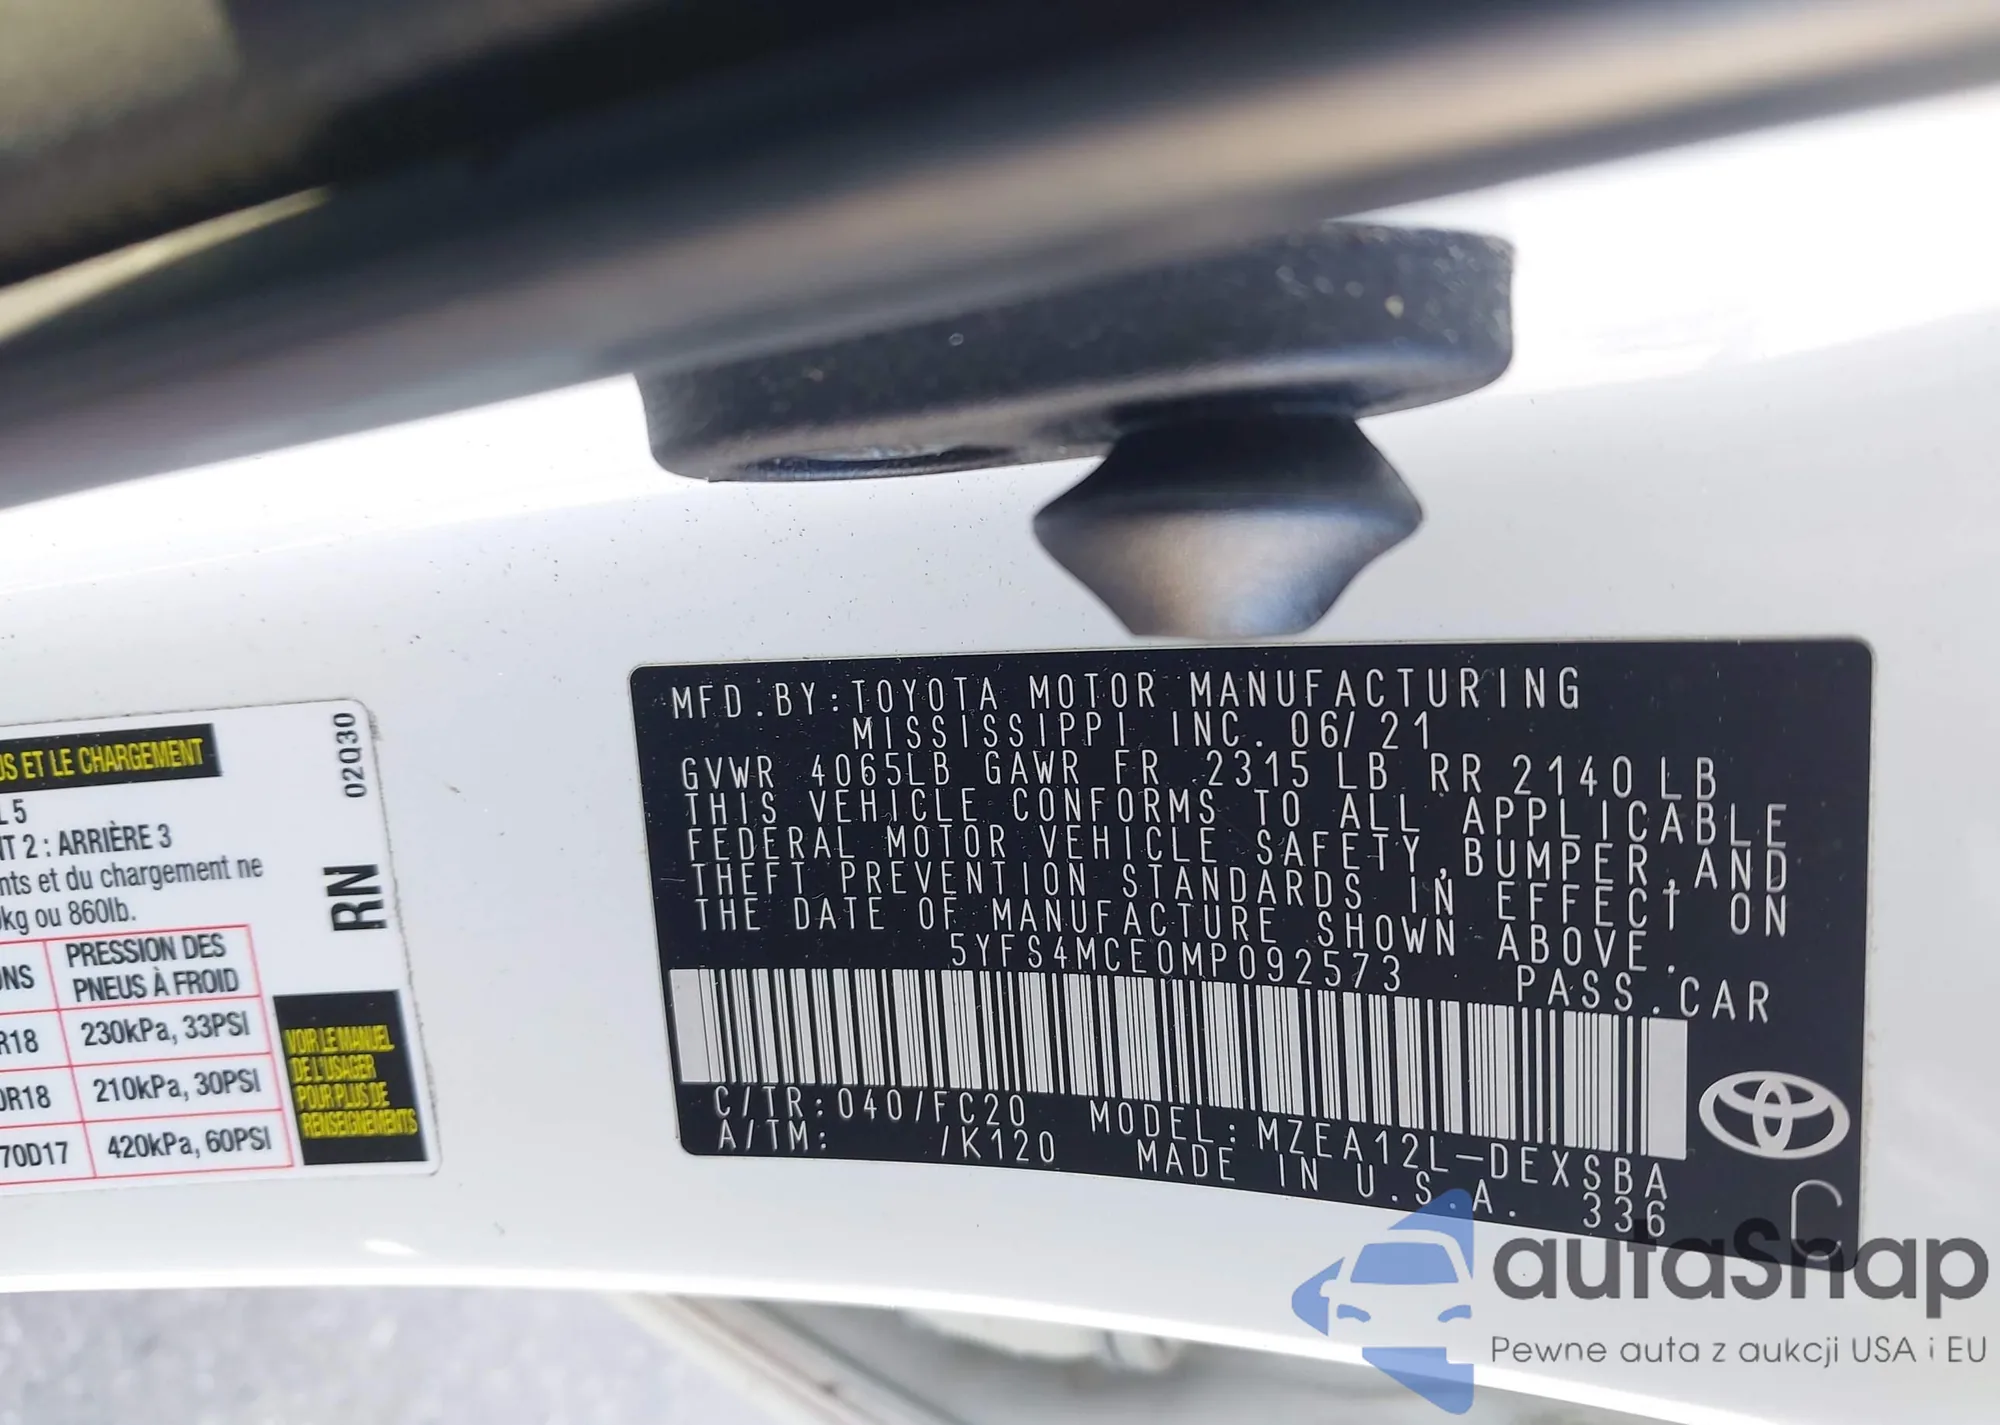 US ET LE CHARGEMENT
L 5
NT 2 : ARRIÈRE 3
nts et du chargement ne
kg ou 860lb.
ONS
PRESSION DES
PNEUS À FROID
R18
230kPa, 33PSI
0R18
210kPa, 30PSI
70D17
420kPa, 60PSI
02Q30
RN
VOIR LE MANUEL
DE L'USAGER
POUR PLUS DE
RENSEIGNEMENTS
MFD.BY:TOYOTA MOTOR MANUFACTURING
MISSISSIPPI INC. 06/21
GVWR 4065LB GAWR FR 2315 LB RR 2140LB
THIS VEHICLE CONFORMS TO ALL APPLICABLE
FEDERAL MOTOR VEHICLE SAFETY,BUMPER,AND
THEFT PREVENTION STANDARDS IN EFFECT ON
THE DATE OF MANUFACTURE SHOWN ABOVE.
5YFS4MCE0MP092573 PASS.CAR
C/TR:040/FC20 MODEL:MZEA12L-DEXSBA
A/TM: /K120 MADE IN U.S.A. 336
C
autaSnap
Pewne auta z aukcji USA i EU